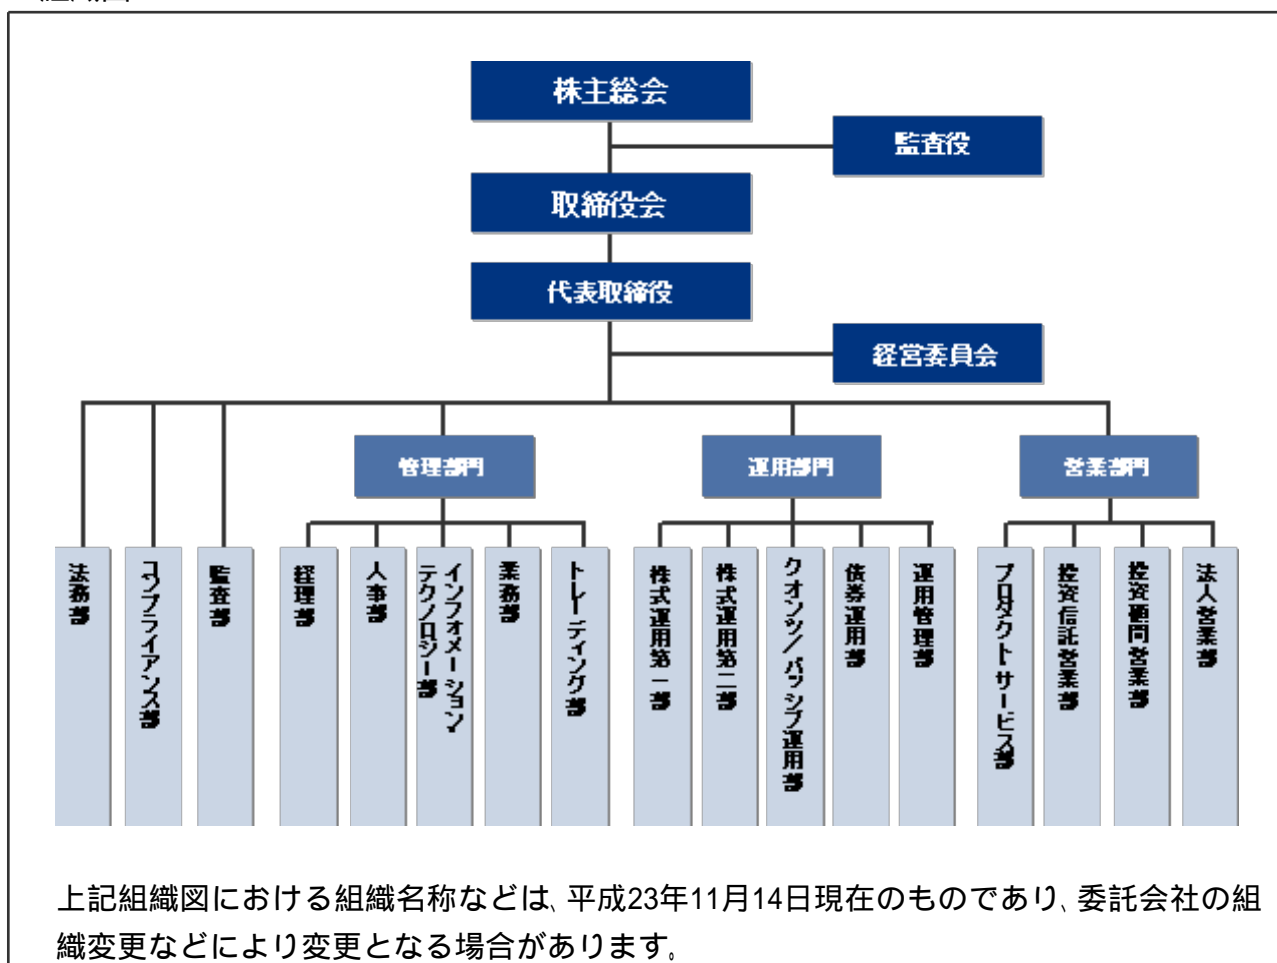 株主総会
監査役
取締役会
代表取締役
経営委員会
管理部門
運用部門
営業部門
法務部
コンプライアンス部
監査部
経理部
人事部
インフォメーション
テクノロジー部
業務部
トレーディング部
株式運用第一部
株式運用第二部
クオンツ/パッシブ運用部
債券運用部
運用管理部
プロダクトサービス部
投資信託営業部
投資顧問営業部
法人営業部
上記組織図における組織名称などは、平成23年11月14日現在のものであり、委託会社の組
織変更などにより変更となる場合があります。